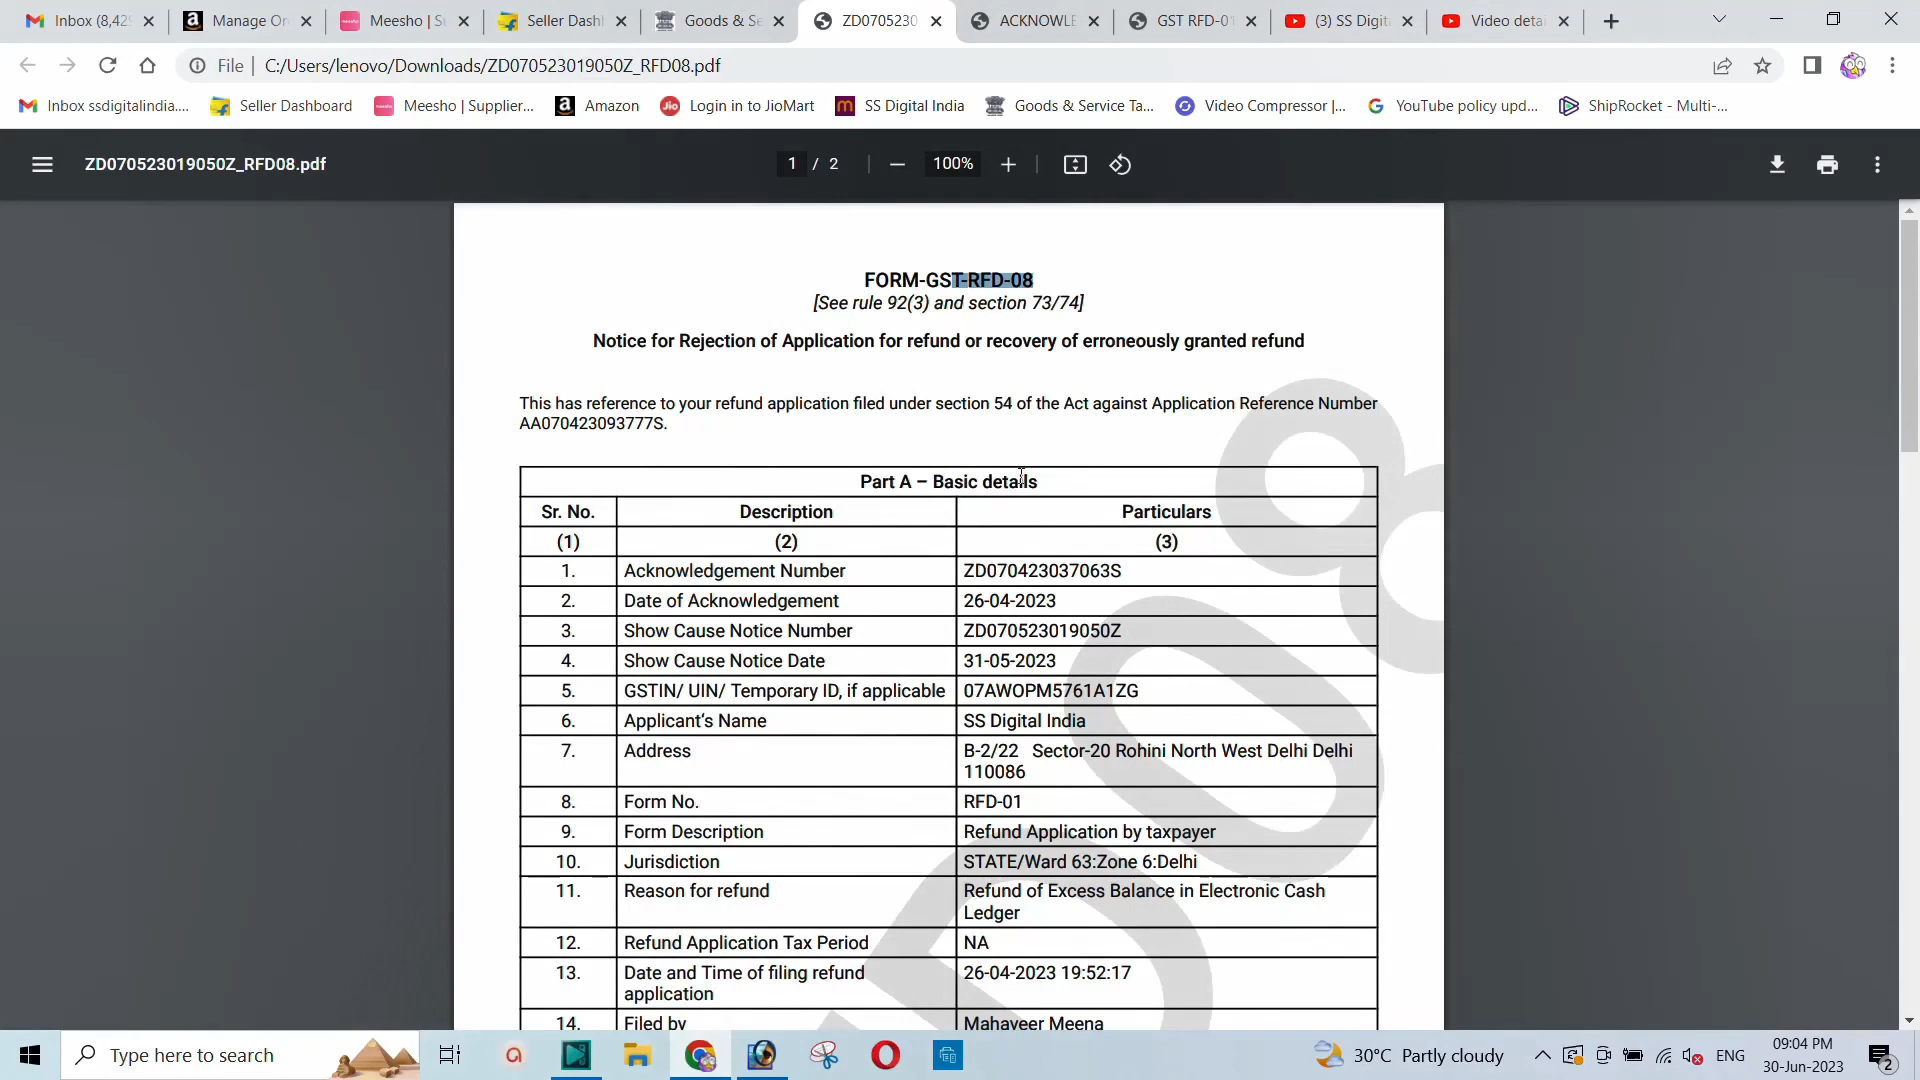 Inbox (8,42
Manage Or
Meesho | S
Seller Dash
Goods & Se
ZD0705230
ACKNOWLE
GST RFD-01
(3) SS Digit
Video detai
File
C:/Users/lenovo/Downloads/ZD070523019050Z_RFD08.pdf
Inbox ssdigitalindia....
Seller Dashboard
Meesho | Supplier...
Amazon
Login in to JioMart
SS Digital India
Goods & Service Ta...
Video Compressor |...
YouTube policy upd...
ShipRocket - Multi-...
ZD070523019050Z_RFD08.pdf
1 / 2
100%
FORM-GST-RFD-08
[See rule 92(3) and section 73/74]
Notice for Rejection of Application for refund or recovery of erroneously granted refund
This has reference to your refund application filed under section 54 of the Act against Application Reference Number
AA070423093777S.
Part A – Basic details
Sr. No. Description Particulars
(1) (2) (3)
1. Acknowledgement Number ZD070423037063S
2. Date of Acknowledgement 26-04-2023
3. Show Cause Notice Number ZD070523019050Z
4. Show Cause Notice Date 31-05-2023
5. GSTIN/ UIN/ Temporary ID, if applicable 07AWOPM5761A1ZG
6. Applicant's Name SS Digital India
7. Address B-2/22 Sector-20 Rohini North West Delhi Delhi
110086
8. Form No. RFD-01
9. Form Description Refund Application by taxpayer
10. Jurisdiction STATE/Ward 63:Zone 6:Delhi
11. Reason for refund Refund of Excess Balance in Electronic Cash
Ledger
12. Refund Application Tax Period NA
13. Date and Time of filing refund 26-04-2023 19:52:17
application
14. Filed by Mahaveer Meena
Type here to search
30°C Partly cloudy
ENG
09:04 PM
30-Jun-2023
2